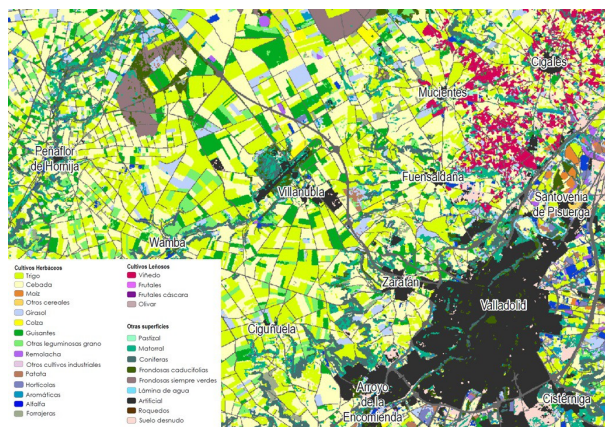 Cigales
Mucientes
Peñaflor
de Hornija
Fuensaldaña
Villanubla
Santovenia
de Pisuerga
Wamba
Zaratán
Valladolid
Ciguñuela
Arroyo
de la
Encomienda
Cistérniga
Cultivos Herbáceos
Trigo
Cebada
Maíz
Otros cereales
Girasol
Colza
Guisantes
Otras leguminosas grano
Remolacha
Otros cultivos industriales
Patata
Hortícolas
Aromáticas
Alfalfa
Forrajeras
Cultivos Leñosos
Viñedo
Frutales
Frutales cáscara
Olivar
Otras superficies
Pastizal
Matorral
Coníferas
Frondosas caducifolias
Frondosas siempre verdes
Lámina de agua
Artificial
Roquedos
Suelo desnudo